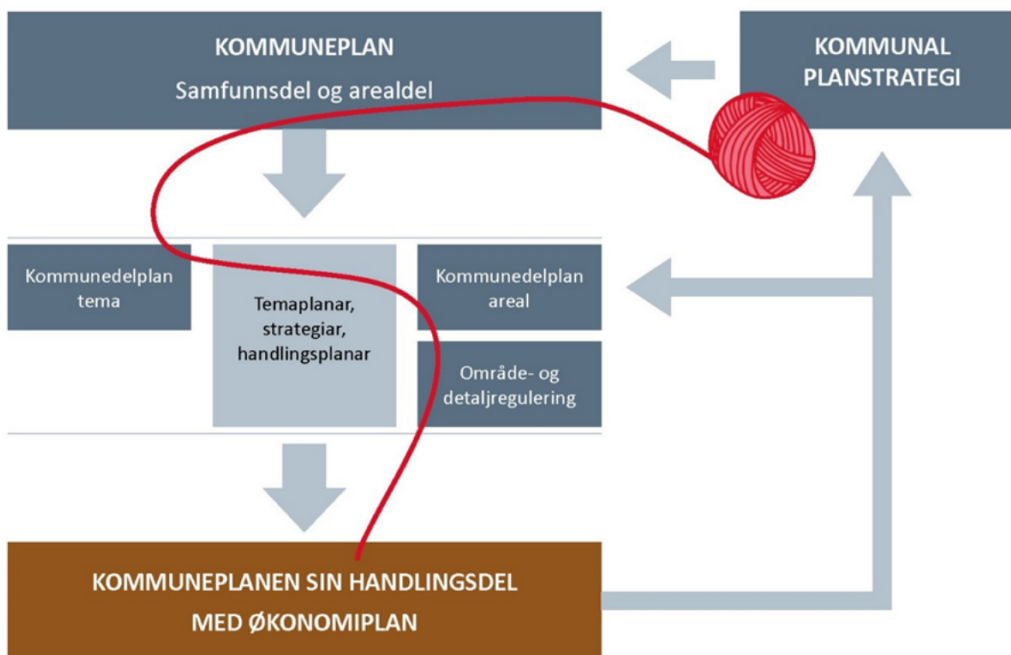 KOMMUNEPLAN
Samfunnsdel og arealdel
KOMMUNAL
PLANSTRATEGI
Kommunedelplan
tema
Temaplanar,
strategiar,
handlingsplanar
Kommunedelplan
areal
Område- og
detaljregulering
KOMMUNEPLANEN SIN HANDLINGSDEL
MED ØKONOMIPLAN